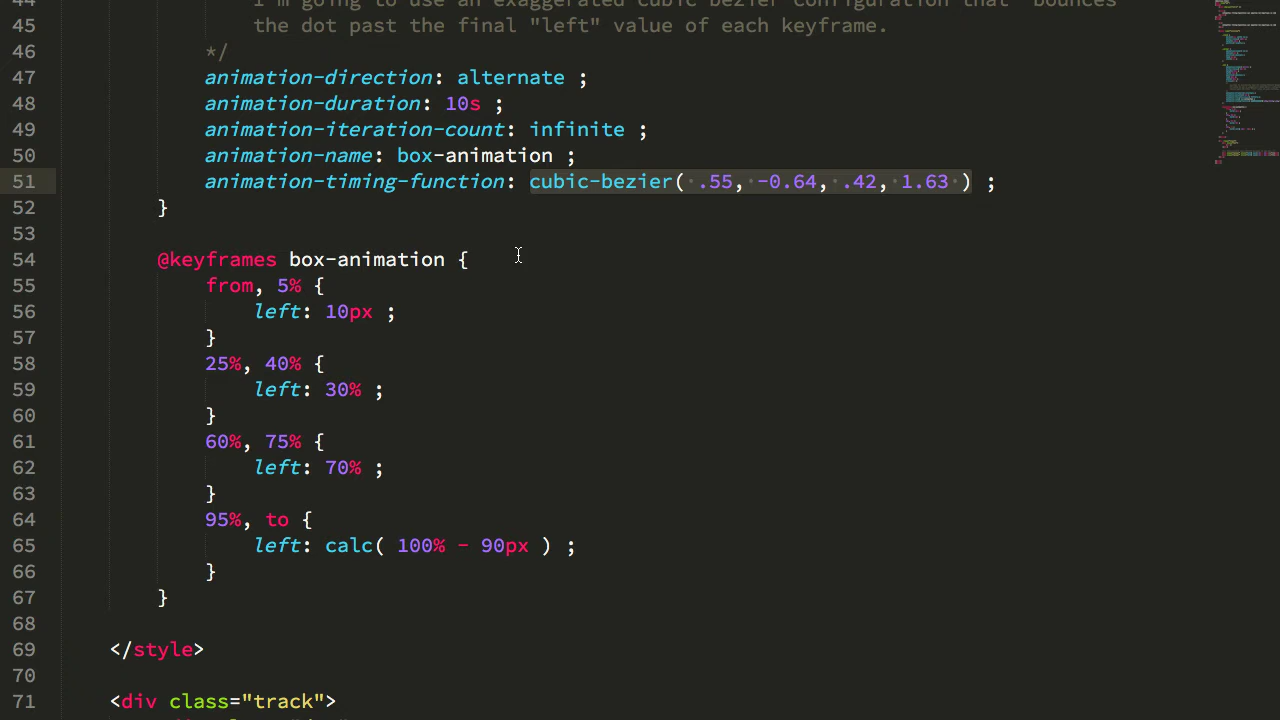 44 I'm going to use an exaggerated cubic bezier configuration that "bounces"
45 the dot past the final "left" value of each keyframe.
46 */
47 animation-direction: alternate ;
48 animation-duration: 10s ;
49 animation-iteration-count: infinite ;
50 animation-name: box-animation ;
51 animation-timing-function: cubic-bezier( .55, -0.64, .42, 1.63 ) ;
52 }
53
54 @keyframes box-animation {
55 from, 5% {
56 left: 10px ;
57 }
58 25%, 40% {
59 left: 30% ;
60 }
61 60%, 75% {
62 left: 70% ;
63 }
64 95%, to {
65 left: calc( 100% - 90px ) ;
66 }
67 }
68
69 </style>
70
71 <div class="track">